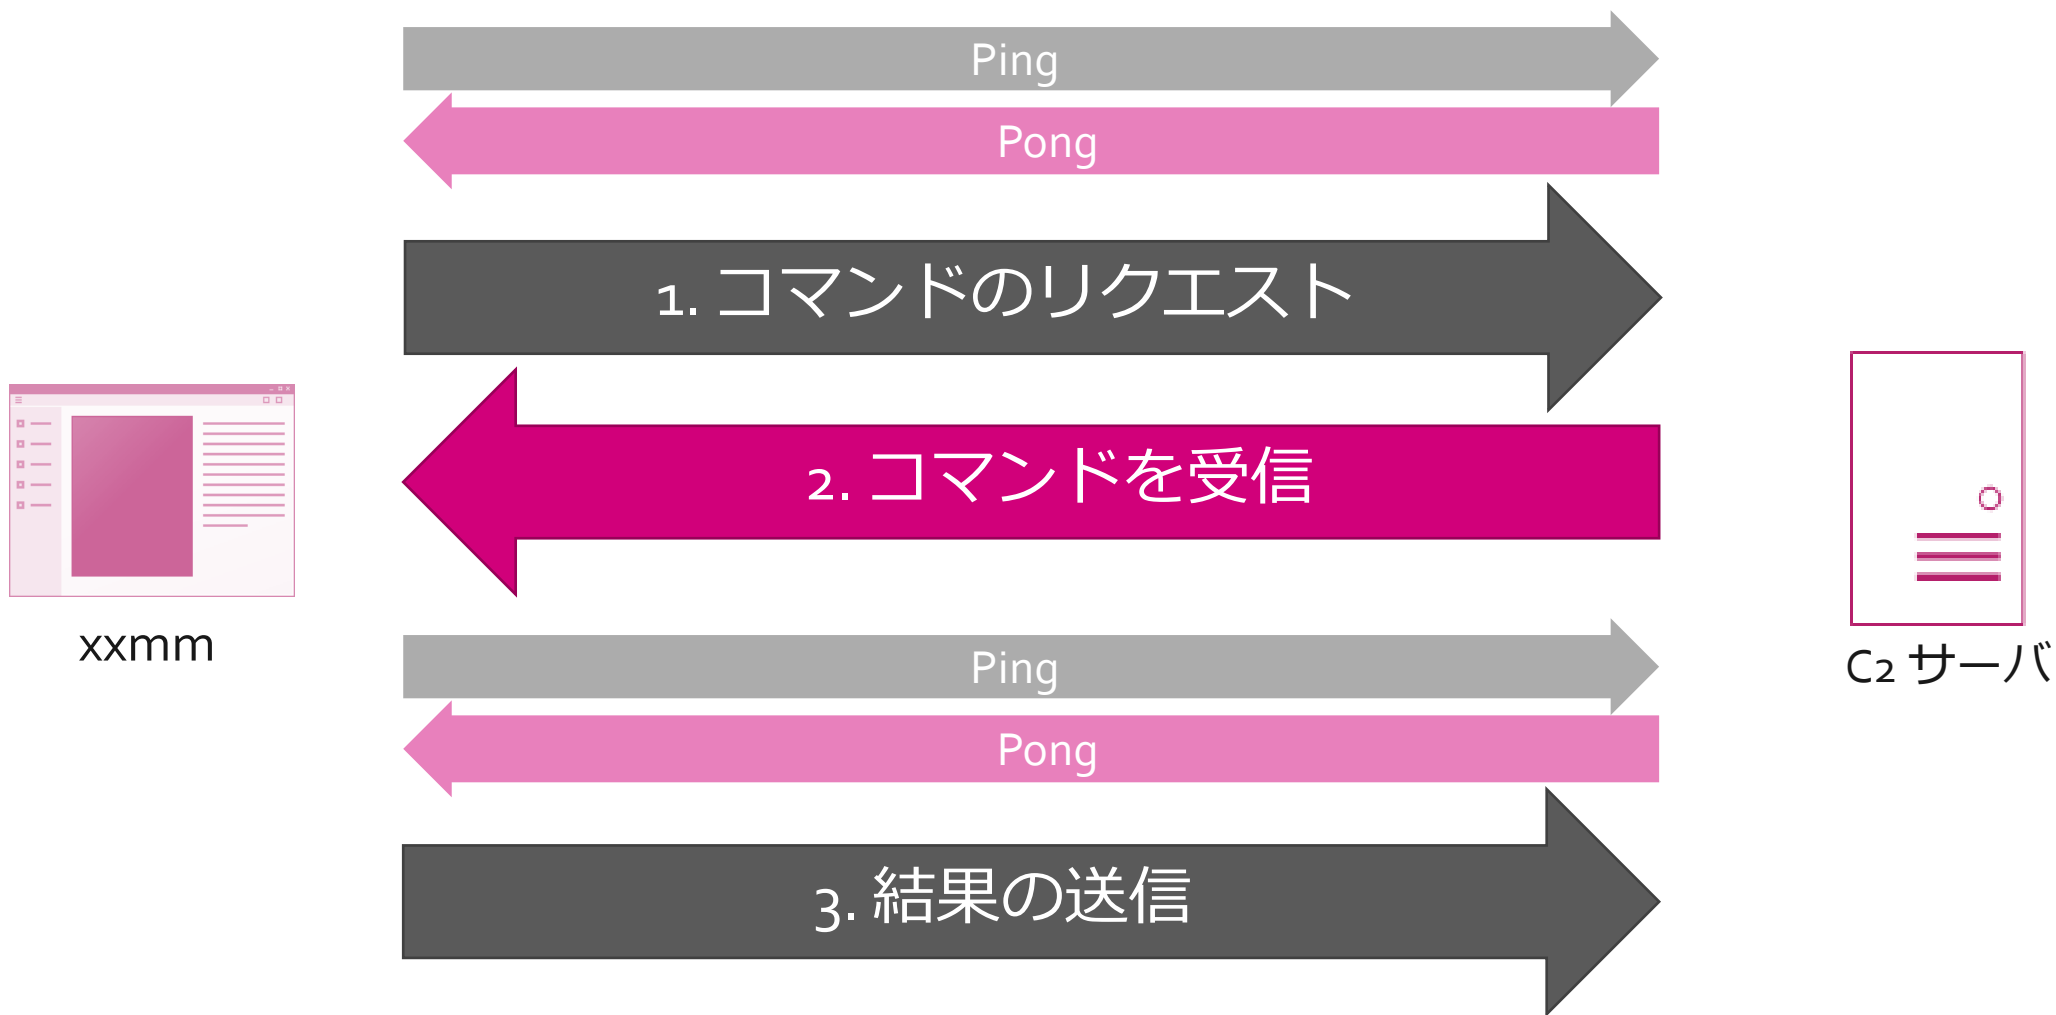 Ping
Pong
1. コマンドのリクエスト
2. コマンドを受信
xxmm
C2 サーバ
Ping
Pong
3. 結果の送信